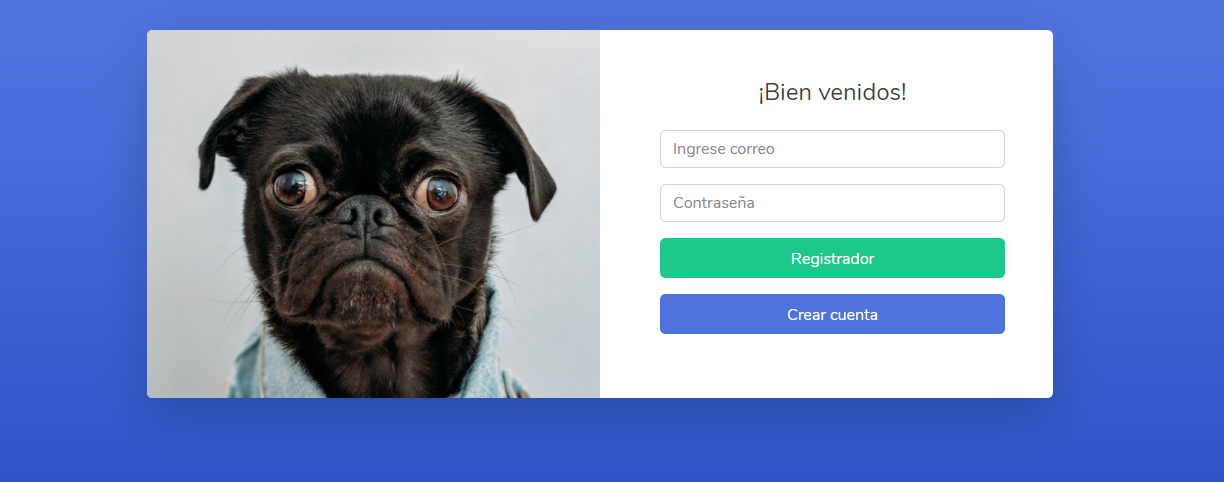 ¡Bien venidos!
Ingrese correo
Contraseña
Registrador
Crear cuenta